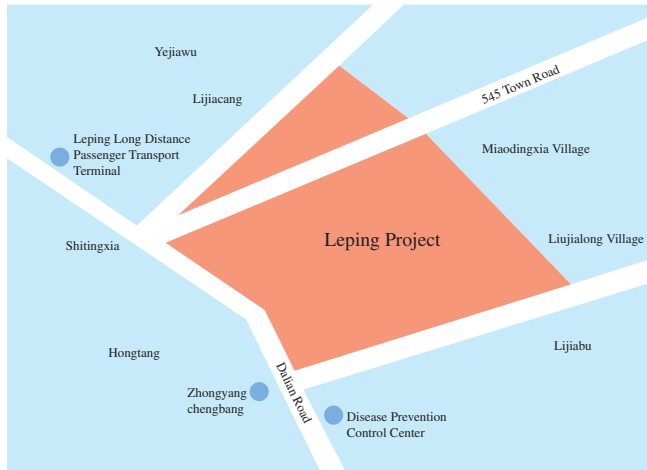 Yejiawu
545 Town Road
Lijiacang
Leping Long Distance
Passenger Transport
Terminal
Miaodingxia Village
Shitingxia
Leping Project
Liujialong Village
Hongtang
Lijiabu
Dalian Road
Zhongyang
chengbang
Disease Prevention
Control Center